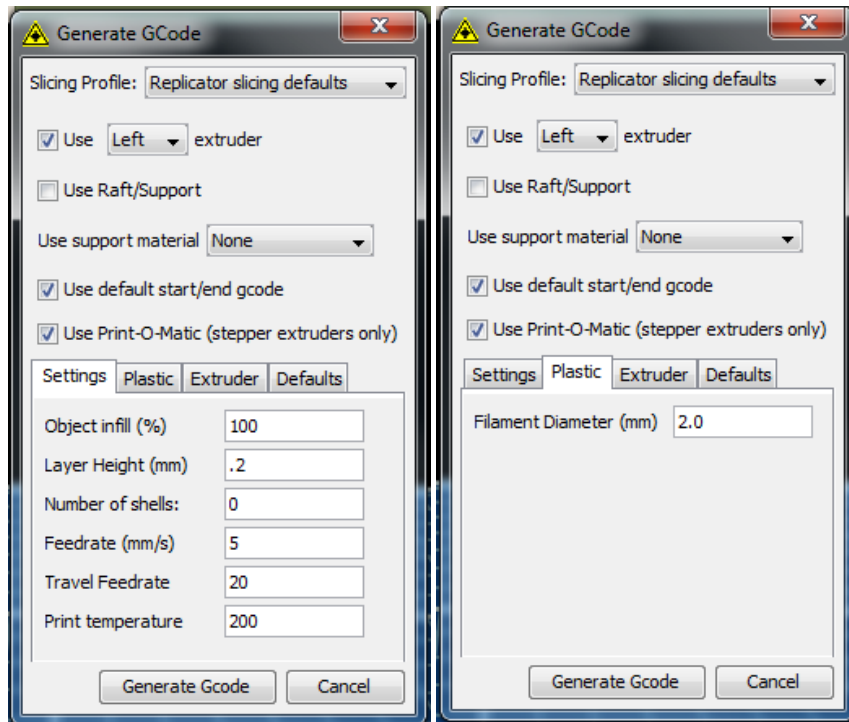 Generate GCode
Slicing Profile: Replicator slicing defaults
Use Left extruder
Use Raft/Support
Use support material None
Use default start/end gcode
Use Print-O-Matic (stepper extruders only)
Settings Plastic Extruder Defaults
Object infill (%) 100
Layer Height (mm) .2
Number of shells: 0
Feedrate (mm/s) 5
Travel Feedrate 20
Print temperature 200
Generate Gcode Cancel
Generate GCode
Slicing Profile: Replicator slicing defaults
Use Left extruder
Use Raft/Support
Use support material None
Use default start/end gcode
Use Print-O-Matic (stepper extruders only)
Settings Plastic Extruder Defaults
Filament Diameter (mm) 2.0
Generate Gcode Cancel